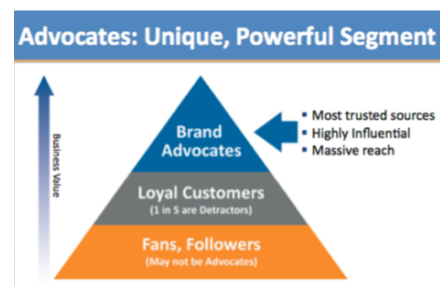 Advocates: Unique, Powerful Segment
Business Value
Brand
Advocates
▪ Most trusted sources
▪ Highly Influential
▪ Massive reach
Loyal Customers
(1 in 5 are Detractors)
Fans, Followers
(May not be Advocates)